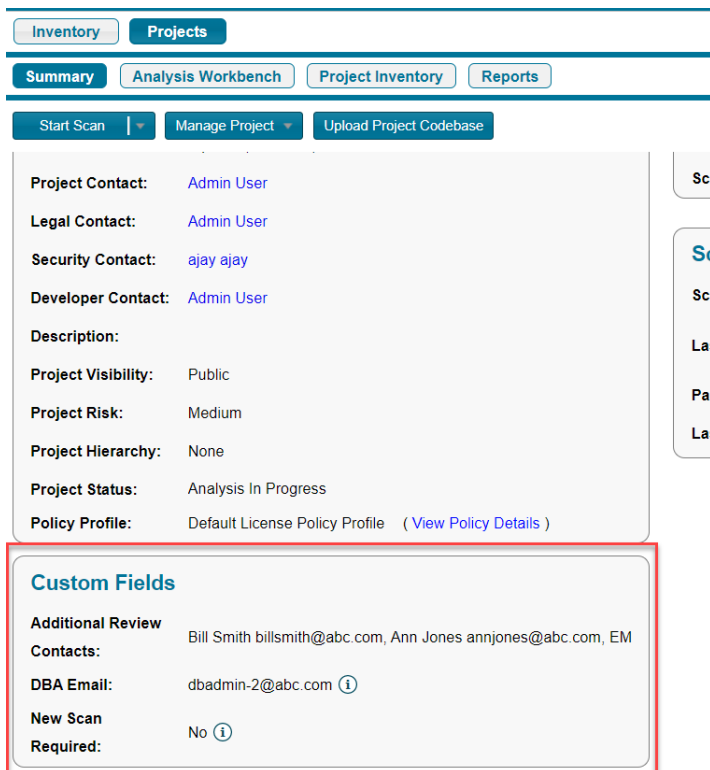 Inventory Projects
Summary Analysis Workbench Project Inventory Reports
Start Scan Manage Project Upload Project Codebase
Project Contact: Admin User
Legal Contact: Admin User
Security Contact: ajay ajay
Developer Contact: Admin User
Description:
Project Visibility: Public
Project Risk: Medium
Project Hierarchy: None
Project Status: Analysis In Progress
Policy Profile: Default License Policy Profile ( View Policy Details )
Custom Fields
Additional Review
Contacts:
Bill Smith billsmith@abc.com, Ann Jones annjones@abc.com, EM
DBA Email: dbadmin-2@abc.com
New Scan
Required:
No
Sc
Sc
Sc
La
Pa
La